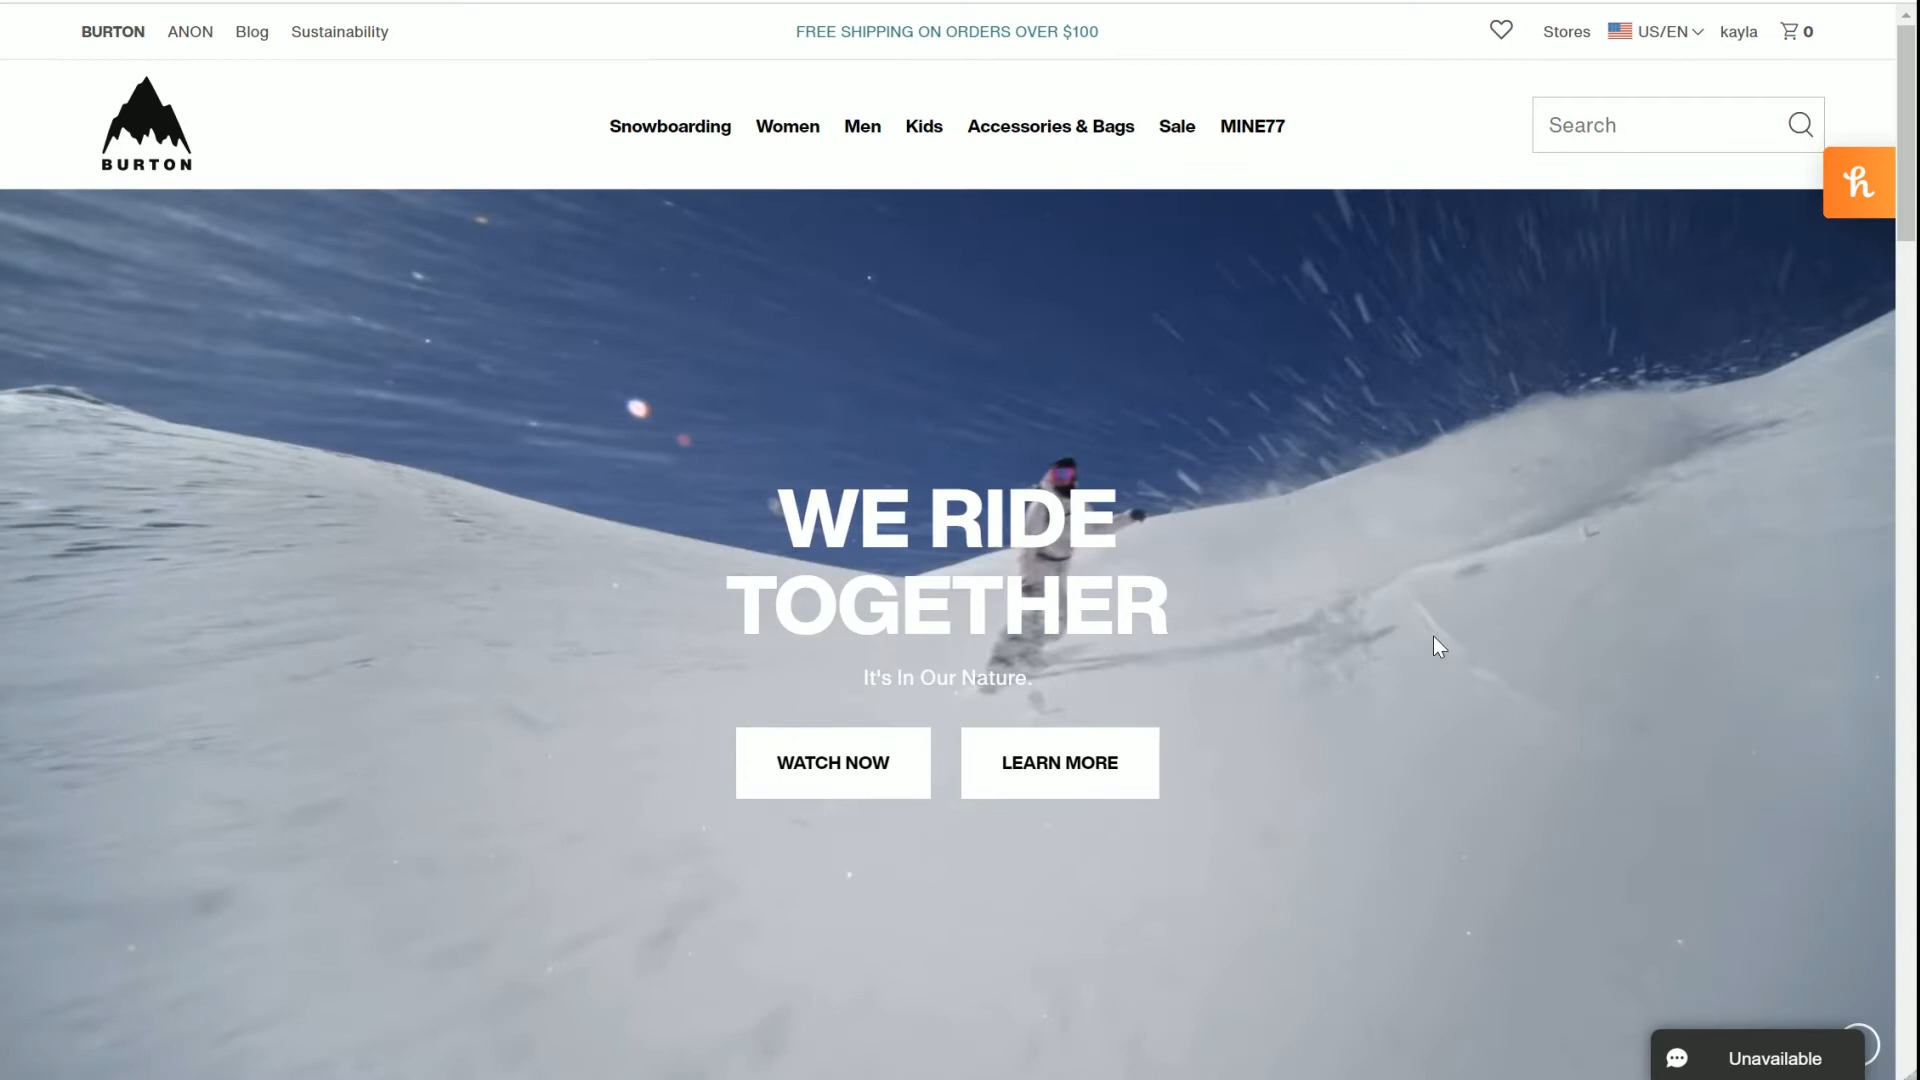 BURTON ANON Blog Sustainability
FREE SHIPPING ON ORDERS OVER $100
Stores US/EN kayla 0
BURTON
Snowboarding Women Men Kids Accessories & Bags Sale MINE77
Search
h
WE RIDE
TOGETHER
It's In Our Nature.
WATCH NOW LEARN MORE
Unavailable